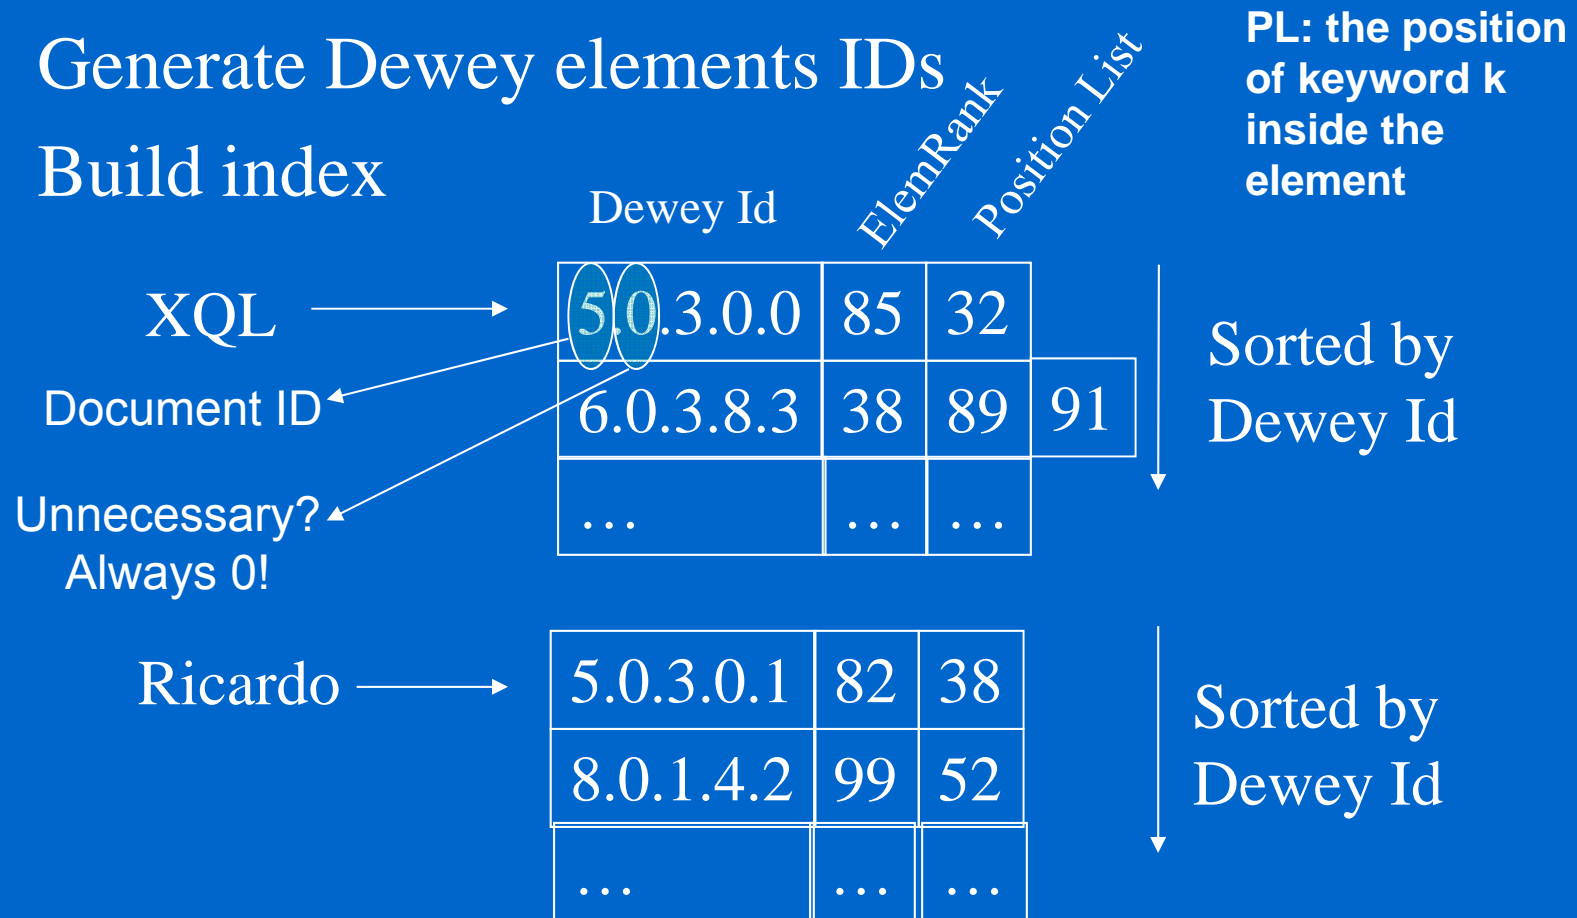 Generate Dewey elements IDs
Build index
PL: the position
of keyword k
inside the
element
Dewey Id
ElemRank
Position List
XQL
5.0.3.0.0 85 32
6.0.3.8.3 38 89 91
... ... ...
Document ID
Unnecessary?
Always 0!
Sorted by
Dewey Id
Ricardo
5.0.3.0.1 82 38
8.0.1.4.2 99 52
... ... ...
Sorted by
Dewey Id